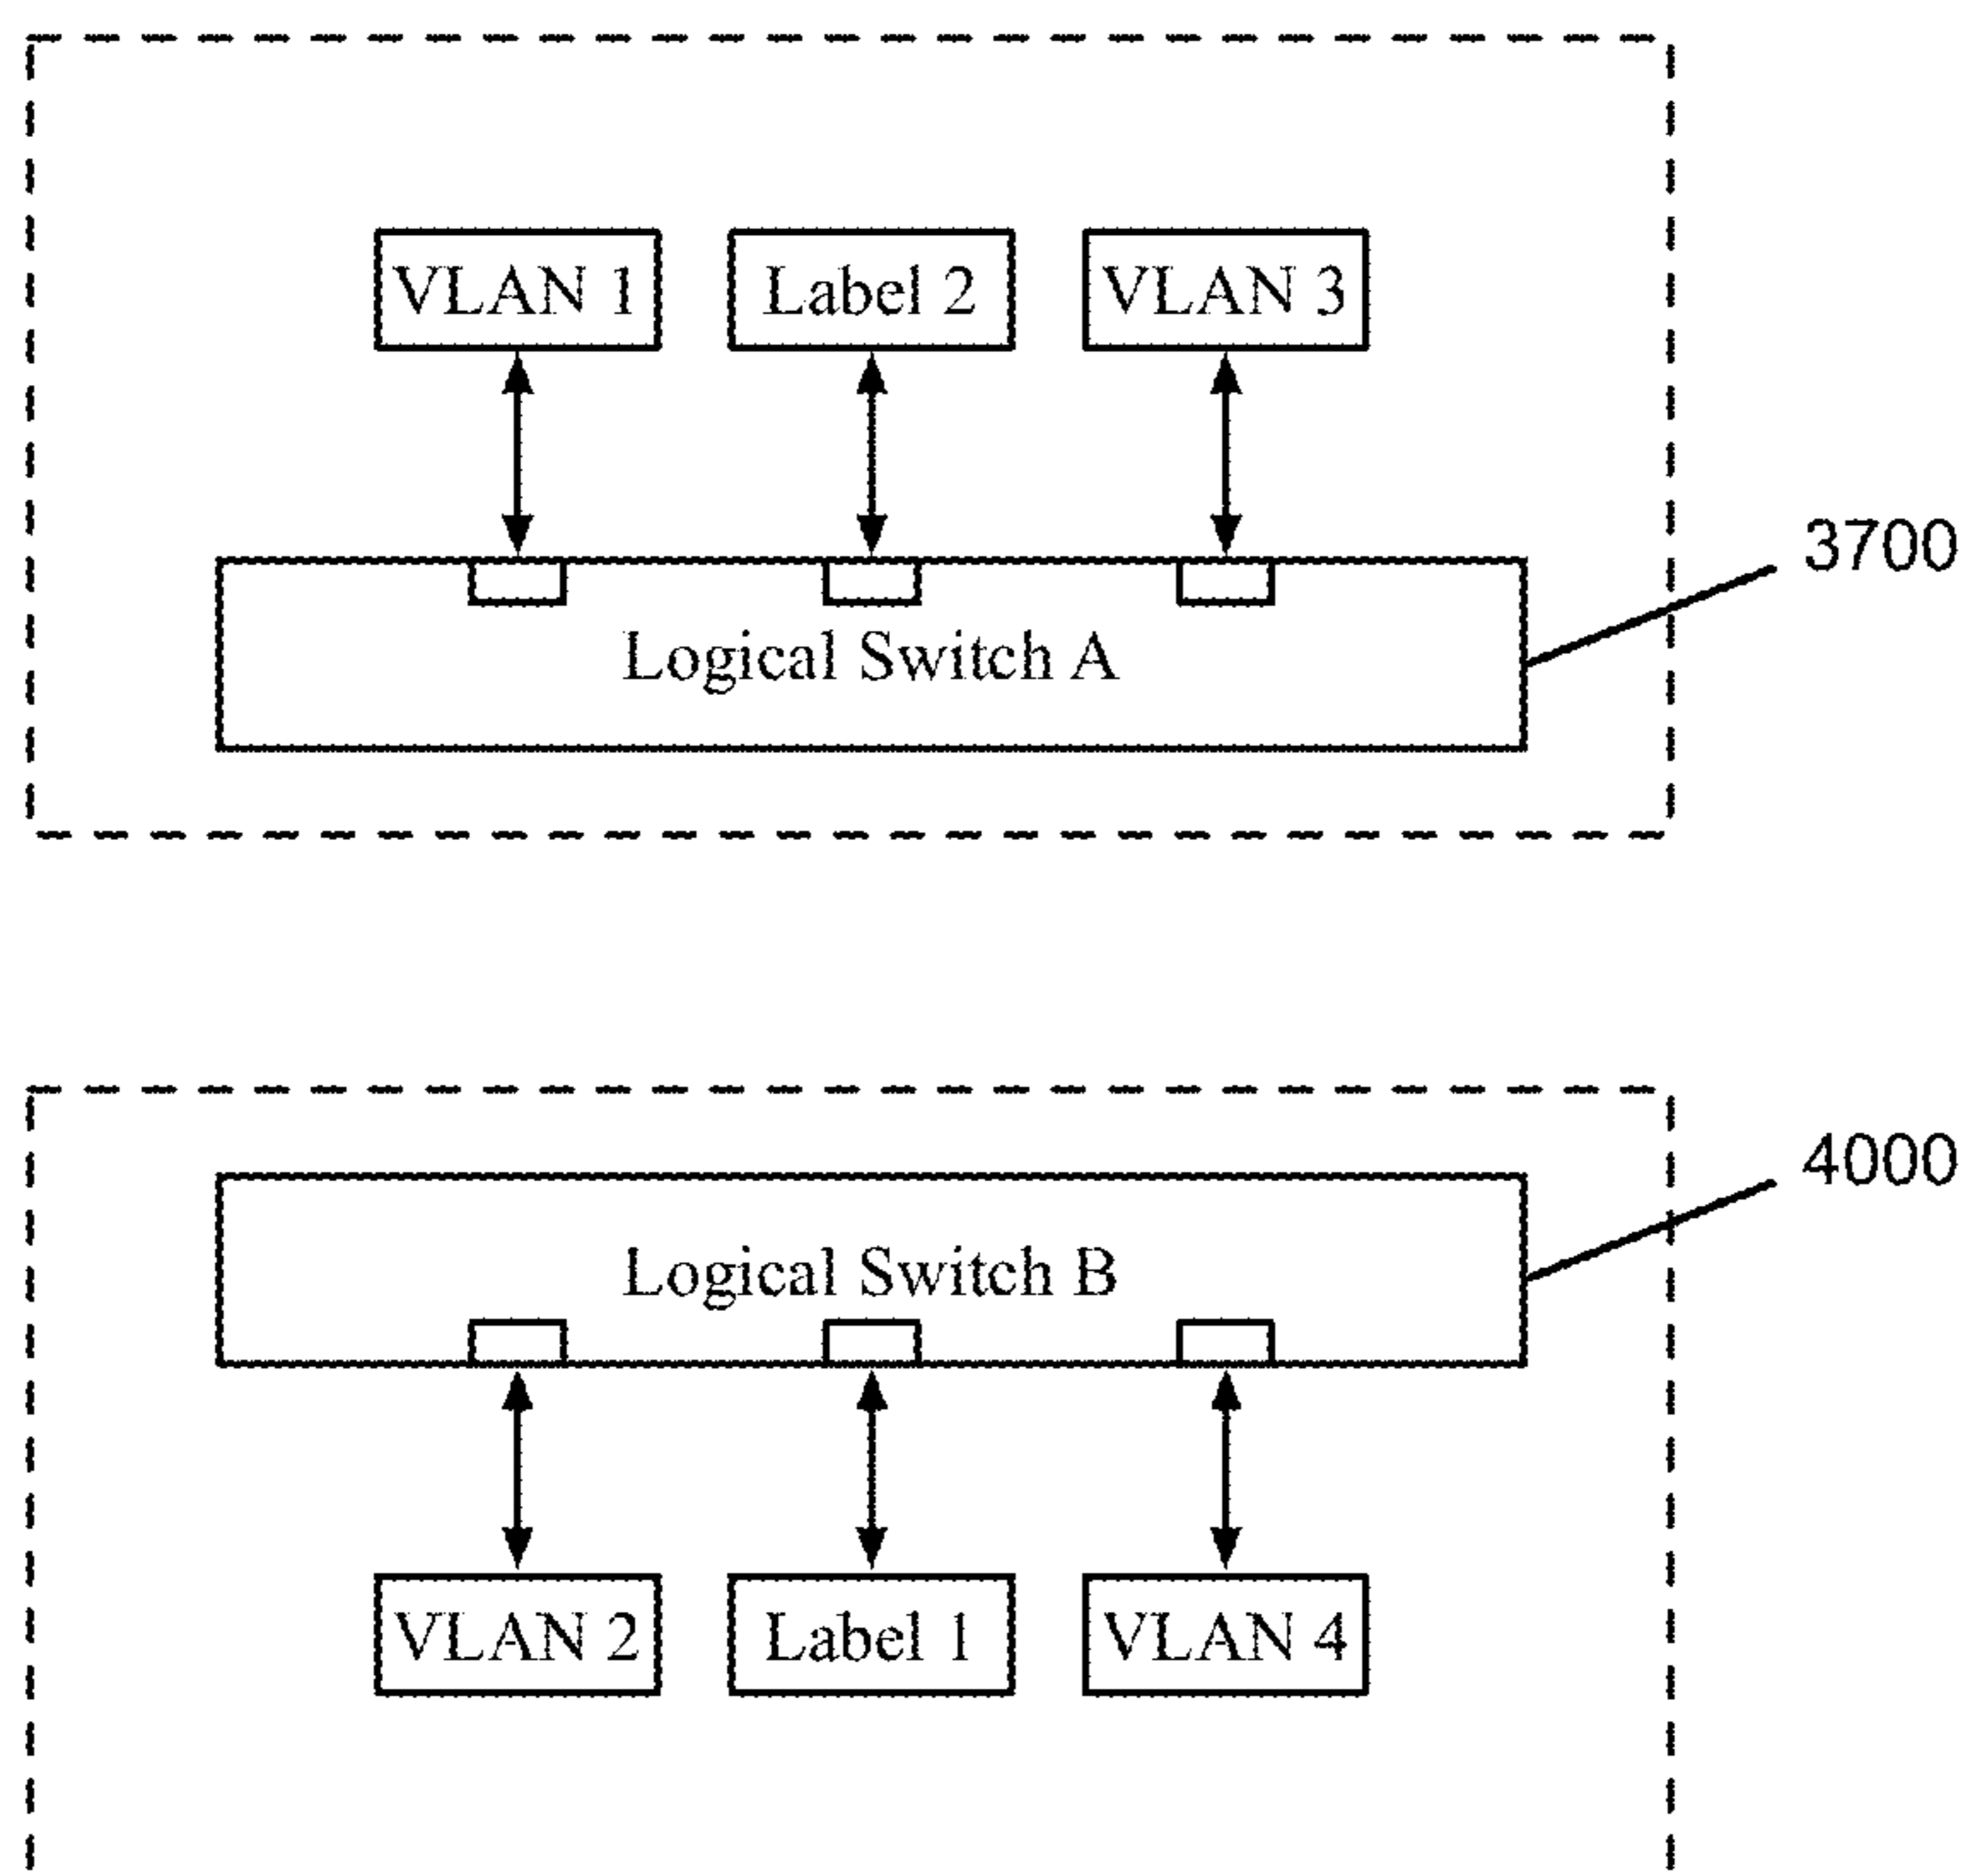 VLAN 1 Label 2 VLAN 3
3700
Logical Switch A
4000
Logical Switch B
VLAN 2 Label 1 VLAN 4